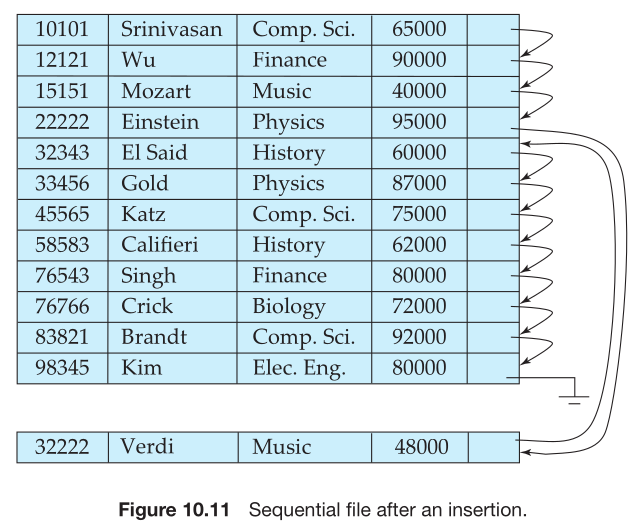 10101 Srinivasan Comp. Sci. 65000
12121 Wu Finance 90000
15151 Mozart Music 40000
22222 Einstein Physics 95000
32343 El Said History 60000
33456 Gold Physics 87000
45565 Katz Comp. Sci. 75000
58583 Califieri History 62000
76543 Singh Finance 80000
76766 Crick Biology 72000
83821 Brandt Comp. Sci. 92000
98345 Kim Elec. Eng. 80000
32222 Verdi Music 48000
Figure 10.11 Sequential file after an insertion.